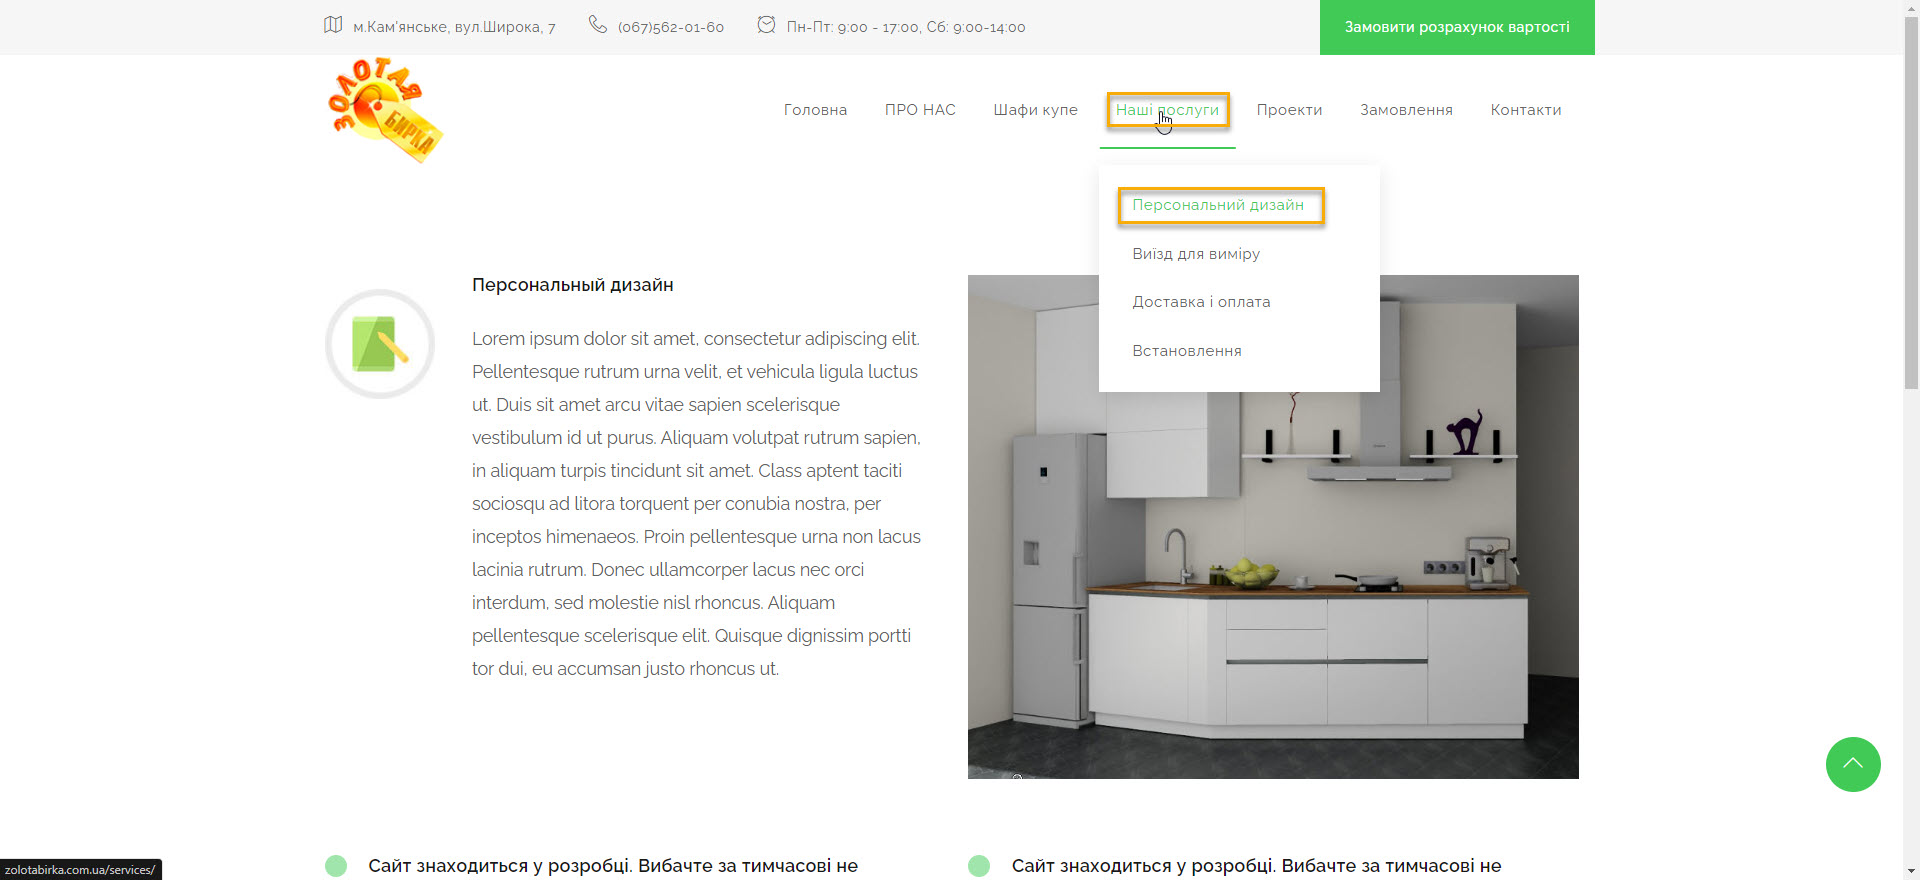 м.Кам'янське, вул.Широка, 7
(067)562-01-60
Пн-Пт: 9:00 - 17:00, Сб: 9:00-14:00
Замовити розрахунок вартості
ЗОЛОТАЯ
БИРКА
Головна
ПРО НАС
Шафи купе
Наші послуги
Проекти
Замовлення
Контакти
Персональний дизайн
Виїзд для виміру
Доставка і оплата
Встановлення
Персональный дизайн
Lorem ipsum dolor sit amet, consectetur adipiscing elit.
Pellentesque rutrum urna velit, et vehicula ligula luctus
ut. Duis sit amet arcu vitae sapien scelerisque
vestibulum id ut purus. Aliquam volutpat rutrum sapien,
in aliquam turpis tincidunt sit amet. Class aptent taciti
sociosqu ad litora torquent per conubia nostra, per
inceptos himenaeos. Proin pellentesque urna non lacus
lacinia rutrum. Donec ullamcorper lacus nec orci
interdum, sed molestie nisl rhoncus. Aliquam
pellentesque scelerisque elit. Quisque dignissim portti
tor dui, eu accumsan justo rhoncus ut.
Сайт знаходиться у розробці. Вибачте за тимчасові не
Сайт знаходиться у розробці. Вибачте за тимчасові не
zolotabirka.com.ua/services/